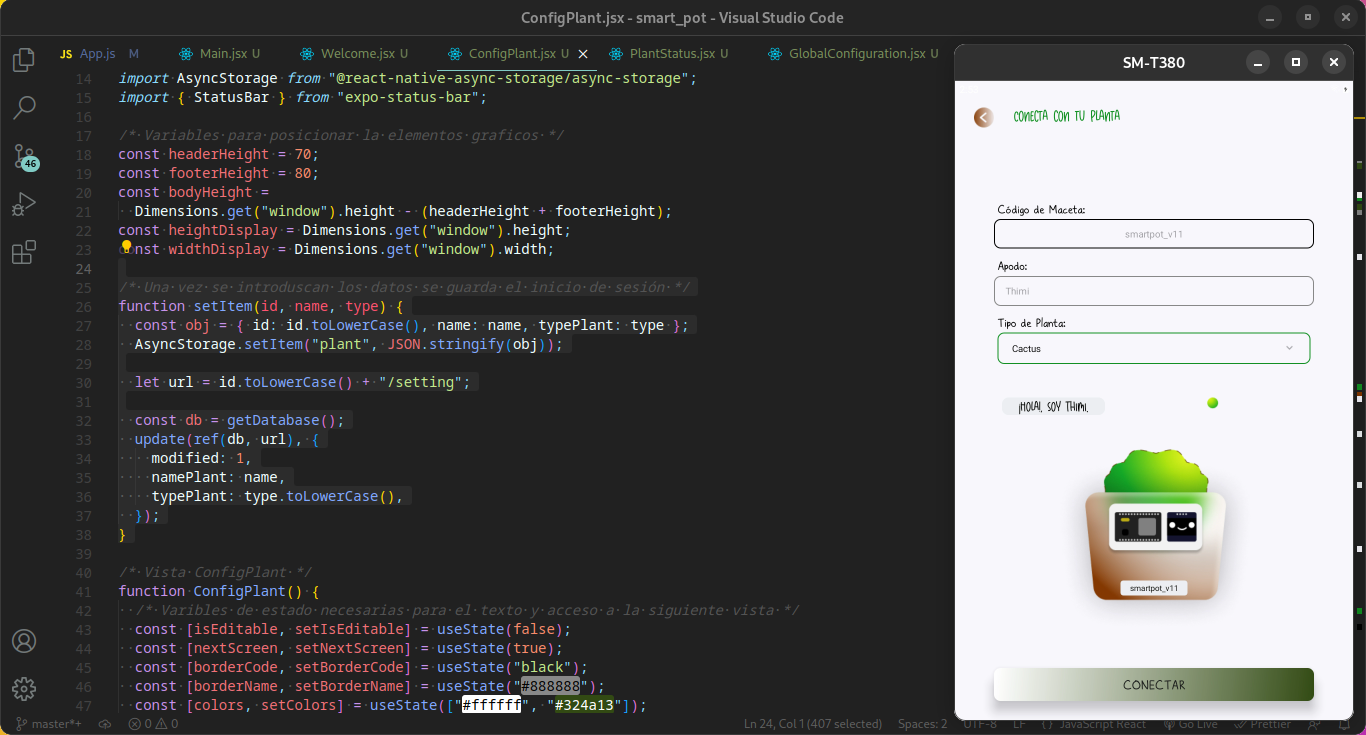 ConfigPlant.jsx - smart_pot - Visual Studio Code
JS App.js M
Main.jsx U
Welcome.jsx U
ConfigPlant.jsx U
PlantStatus.jsx U
GlobalConfiguration.jsx U
14 import AsyncStorage from "@react-native-async-storage/async-storage";
15 import { StatusBar } from "expo-status-bar";
16
17 /* Variables para posicionar la elementos graficos */
18 const headerHeight = 70;
19 const footerHeight = 80;
20 const bodyHeight =
21 Dimensions.get("window").height - (headerHeight + footerHeight);
22 const heightDisplay = Dimensions.get("window").height;
23 const widthDisplay = Dimensions.get("window").width;
24
25 /* Una vez se introduscan los datos se guarda el inicio de sesión */
26 function setItem(id, name, type) {
27 const obj = { id: id.toLowerCase(), name: name, typePlant: type };
28 AsyncStorage.setItem("plant", JSON.stringify(obj));
29
30 let url = id.toLowerCase() + "/setting";
31
32 const db = getDatabase();
33 update(ref(db, url), {
34 modified: 1,
35 namePlant: name,
36 typePlant: type.toLowerCase(),
37 });
38 }
39
40 /* Vista ConfigPlant */
41 function ConfigPlant() {
42 /* Varibles de estado necesarias para el texto y acceso a la siguiente vista */
43 const [isEditable, setIsEditable] = useState(false);
44 const [nextScreen, setNextScreen] = useState(true);
45 const [borderCode, setBorderCode] = useState("black");
46 const [borderName, setBorderName] = useState("#888888");
47 const [colors, setColors] = useState(["#ffffff", "#324a13"]);
46
master*+
0 0
Ln 24, Col 1 (407 selected)
Spaces: 2
UTF-8
LF
{} JavaScript React
Go Live
Prettier
SM-T380
CONECTA CON TU PLANTA
Código de Maceta:
smartpot_v11
Apodo:
Thimi
Tipo de Planta:
Cactus
¡HOLA!, SOY THIMI.
smartpot_v11
CONECTAR